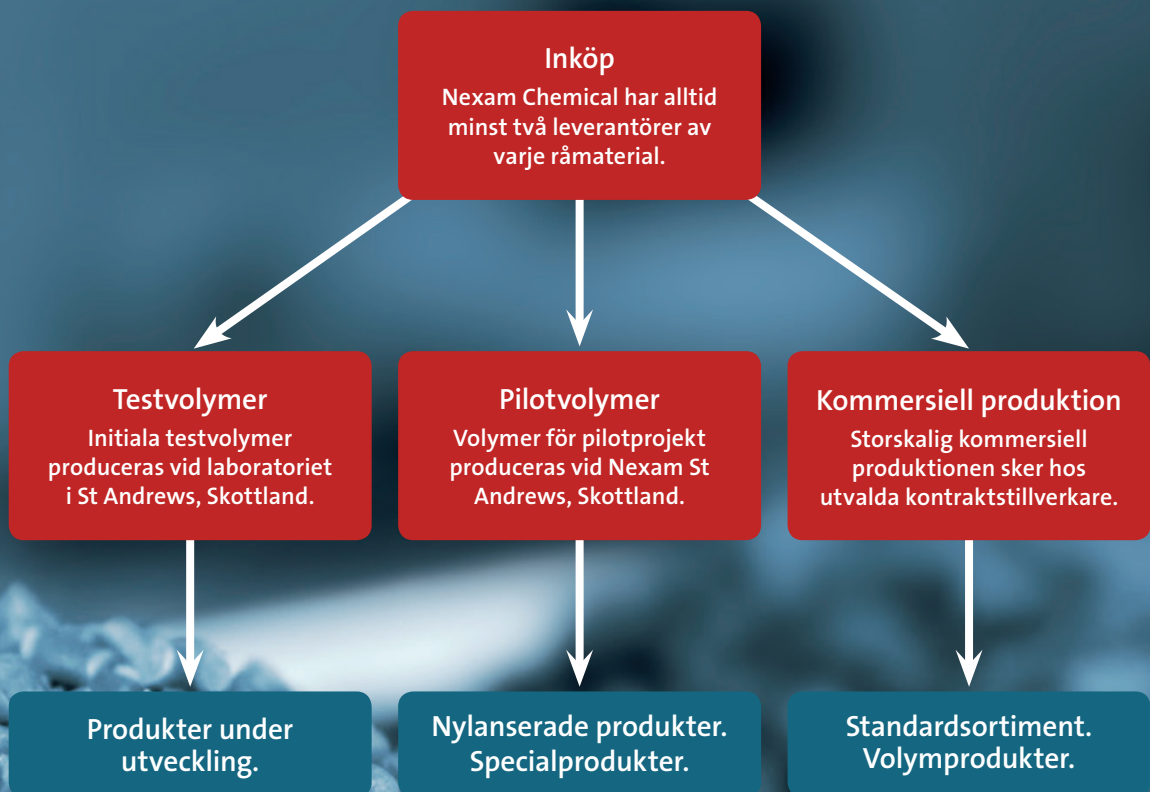 Inköp
Nexam Chemical har alltid
minst två leverantörer av
varje råmaterial.
Testvolymer
Initiala testvolymer
produceras vid laboratoriet
i St Andrews, Skottland.
Pilotvolymer
Volymer för pilotprojekt
produceras vid Nexam St
Andrews, Skottland.
Kommersiell produktion
Storskalig kommersiell
produktionen sker hos
utvalda kontraktstillverkare.
Produkter under
utveckling.
Nylanserade produkter.
Specialprodukter.
Standardsortiment.
Volymprodukter.